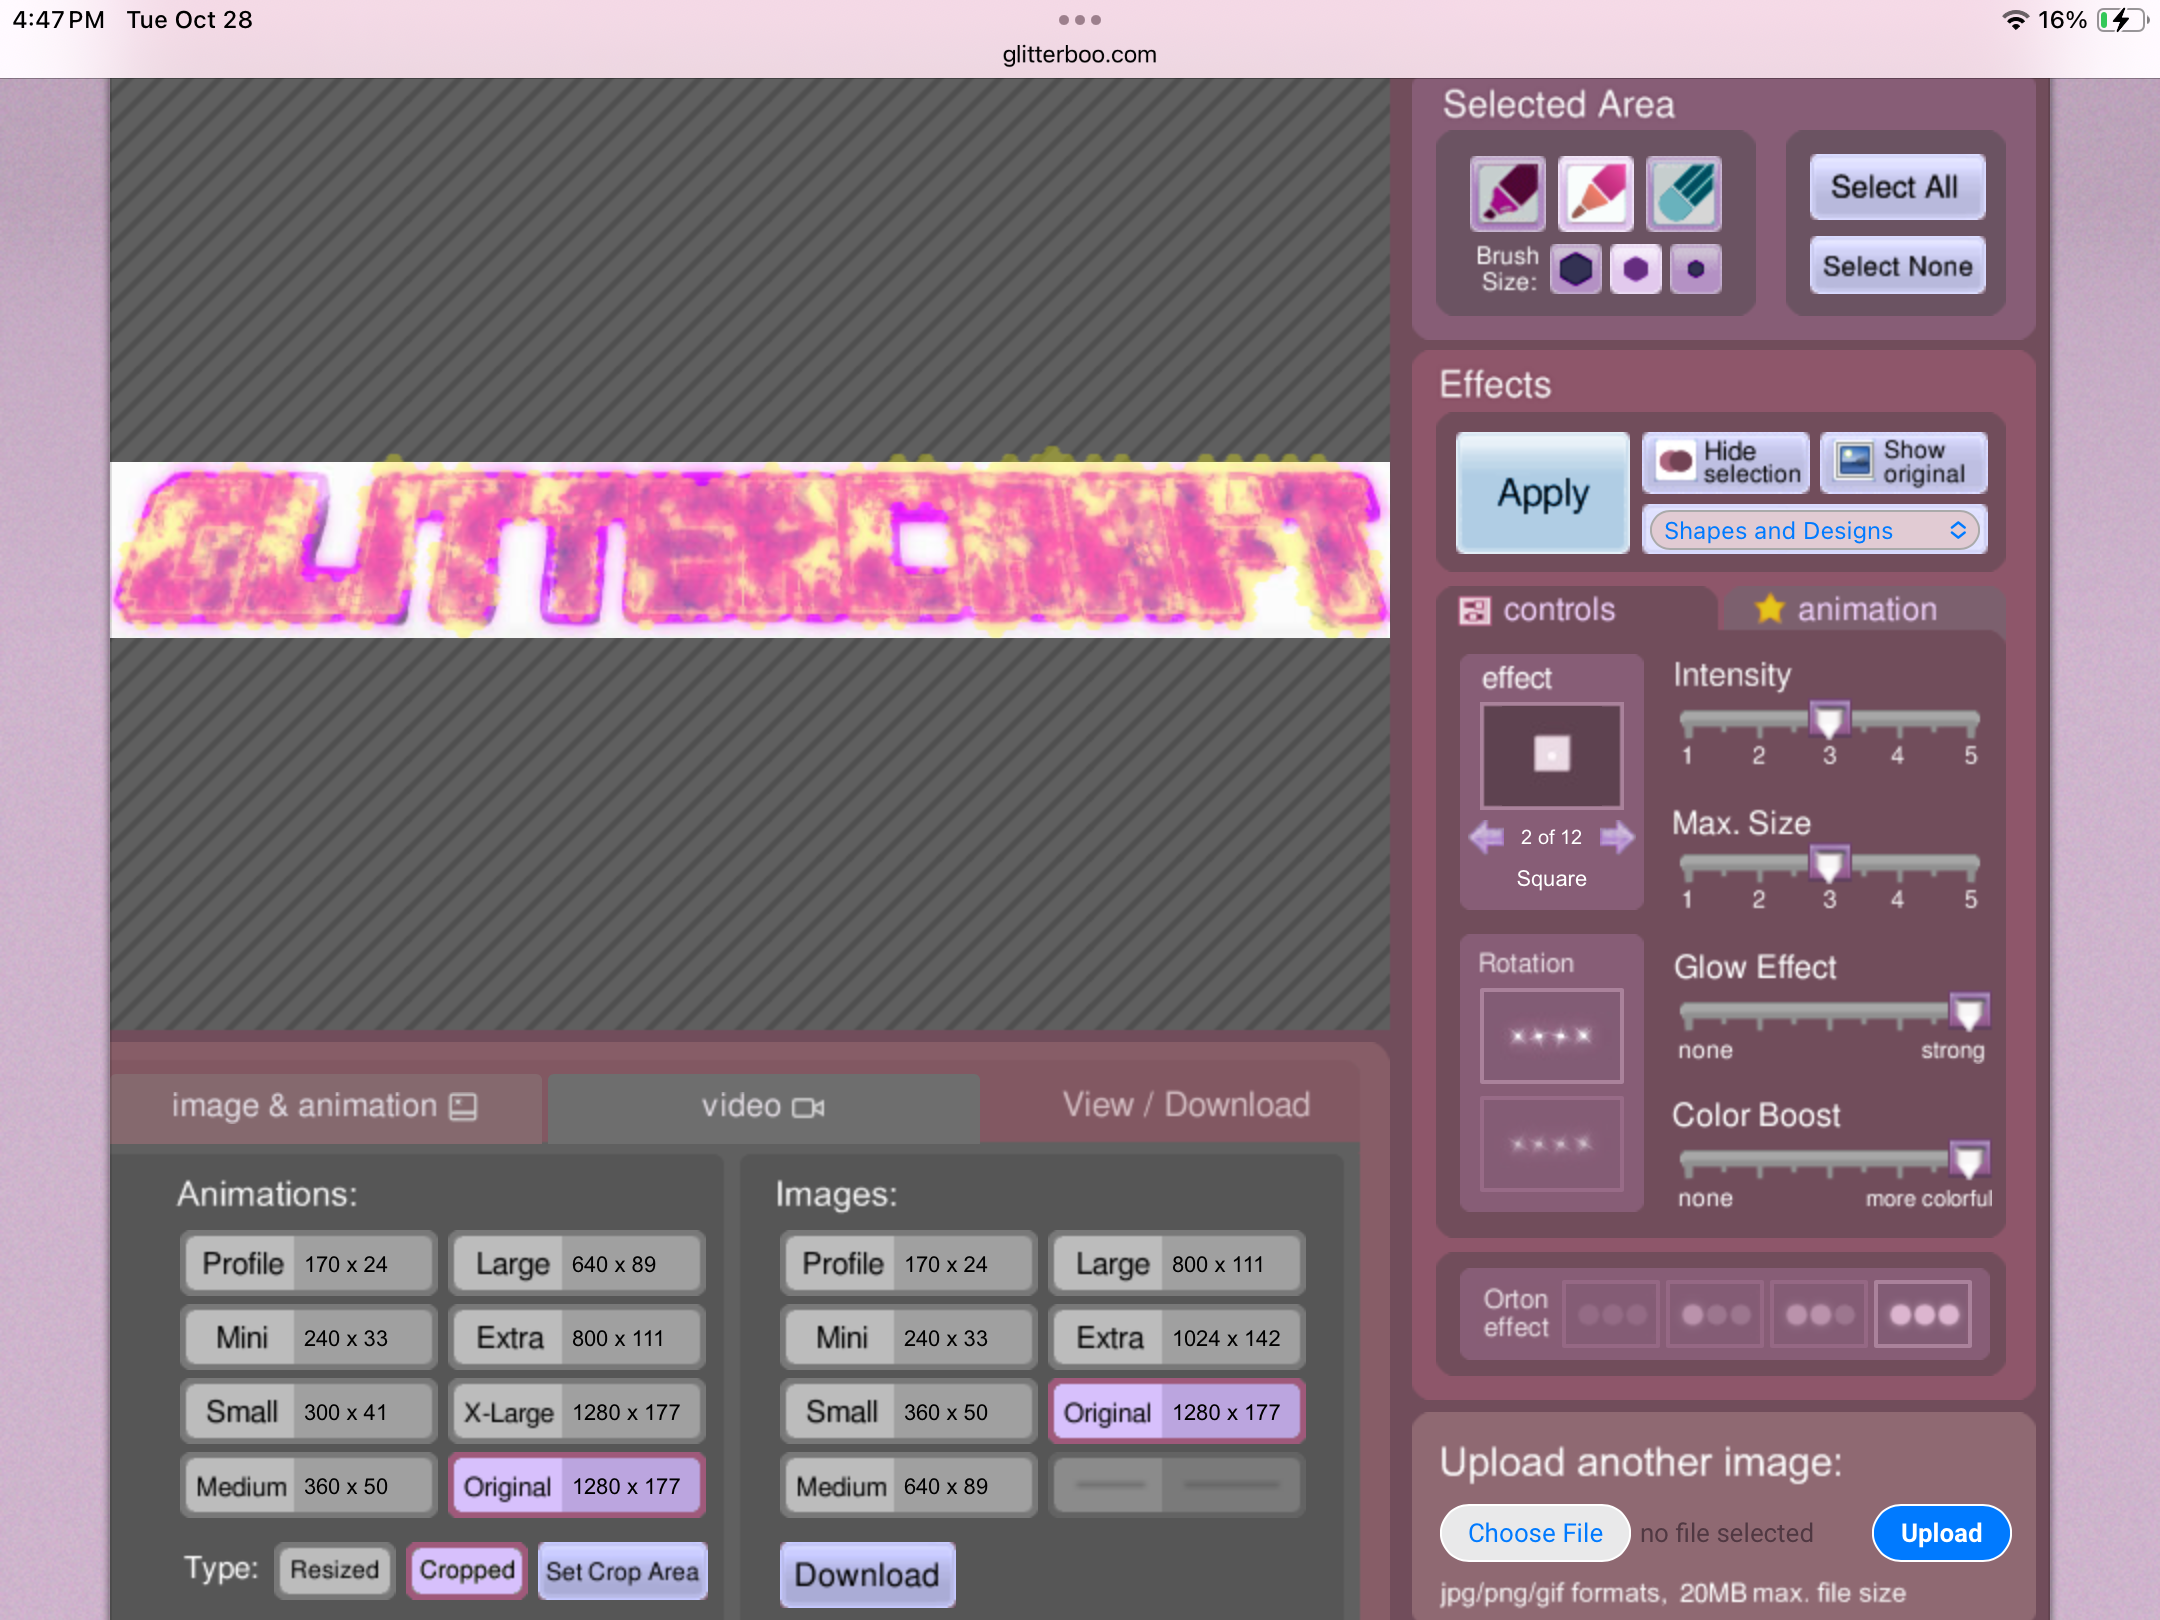 4:47 PM Tue Oct 28
16%
glitterboo.com
Selected Area
Select All
Brush
Size:
Select None
Effects
Apply
Hide
selection
Show
original
Shapes and Designs
controls
animation
effect
2 of 12
Square
Rotation
Intensity
1 2 3 4 5
Max. Size
1 2 3 4 5
Glow Effect
none strong
Color Boost
none more colorful
Orton
effect
image & animation
video
View / Download
Animations:
Profile 170 x 24
Large 640 x 89
Mini 240 x 33
Extra 800 x 111
Small 300 x 41
X-Large 1280 x 177
Medium 360 x 50
Original 1280 x 177
Type: Resized Cropped Set Crop Area
Images:
Profile 170 x 24
Large 800 x 111
Mini 240 x 33
Extra 1024 x 142
Small 360 x 50
Original 1280 x 177
Medium 640 x 89
Download
Upload another image:
Choose File no file selected Upload
jpg/png/gif formats, 20MB max. file size